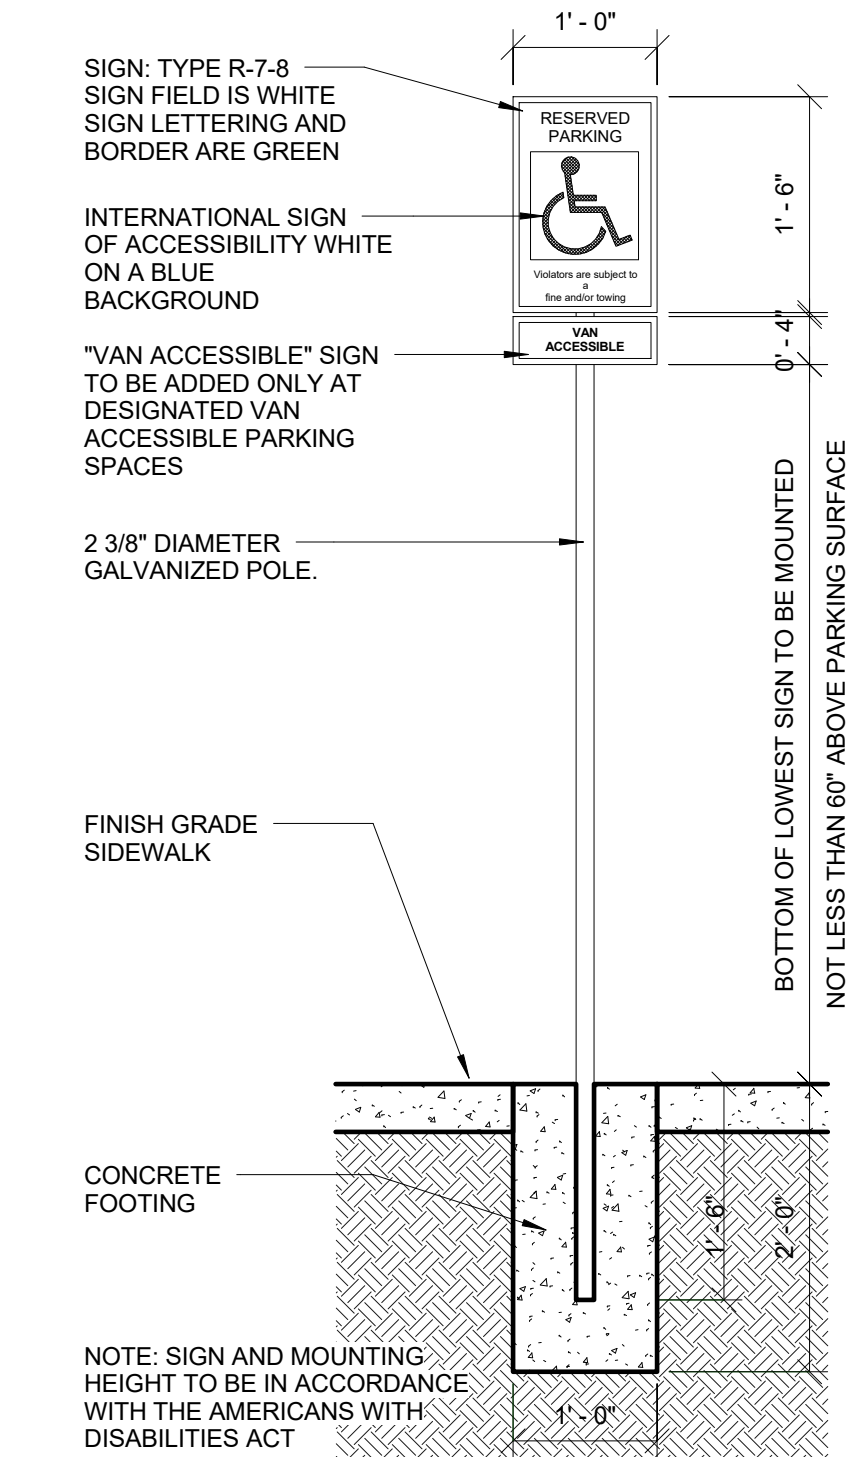 1' - 0"
SIGN: TYPE R-7-8
SIGN FIELD IS WHITE
SIGN LETTERING AND
BORDER ARE GREEN
RESERVED
PARKING
Violators are subject to
a
fine and/or towing
1' - 6"
INTERNATIONAL SIGN
OF ACCESSIBILITY WHITE
ON A BLUE
BACKGROUND
VAN
ACCESSIBLE
0' - 4"
"VAN ACCESSIBLE" SIGN
TO BE ADDED ONLY AT
DESIGNATED VAN
ACCESSIBLE PARKING
SPACES
2 3/8" DIAMETER
GALVANIZED POLE.
BOTTOM OF LOWEST SIGN TO BE MOUNTED
NOT LESS THAN 60" ABOVE PARKING SURFACE
FINISH GRADE
SIDEWALK
CONCRETE
FOOTING
1' - 6"
2' - 0"
NOTE: SIGN AND MOUNTING
HEIGHT TO BE IN ACCORDANCE
WITH THE AMERICANS WITH
DISABILITIES ACT
1' - 0"